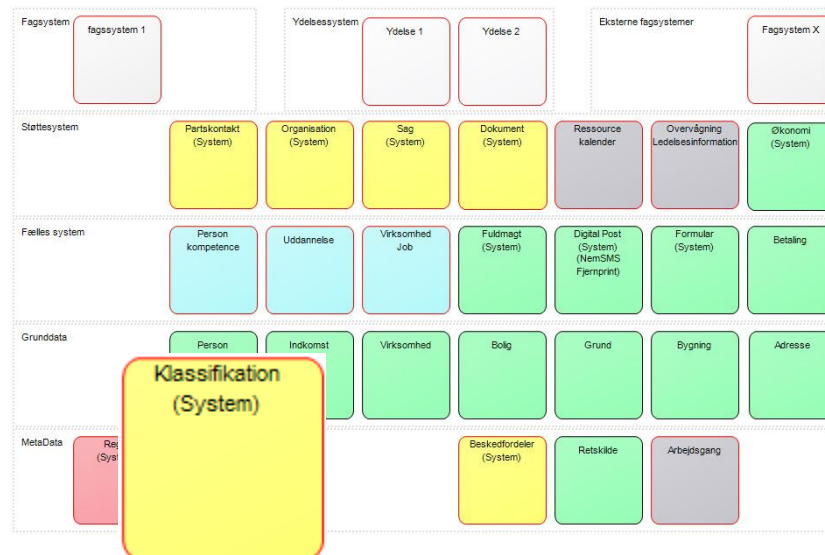 Fagsystem
fagssystem 1
Ydelsessystem
Ydelse 1
Ydelse 2
Eksterne fagsystemer
Fagsystem X
Støttesystem
Partskontakt
(System)
Organisation
(System)
Sag
(System)
Dokument
(System)
Ressource
kalender
Overvågning
Ledelsesinformation
Økonomi
(System)
Fælles system
Person
kompetence
Uddannelse
Virksomhed
Job
Fuldmagt
(System)
Digital Post
(System)
(NemSMS
Fjernprint)
Formular
(System)
Betaling
Grunddata
Person
Indkomst
Virksomhed
Bolig
Grund
Bygning
Adresse
Klassifikation
(System)
MetaData
Beskedfordeler
(System)
Retskilde
Arbejdsgang